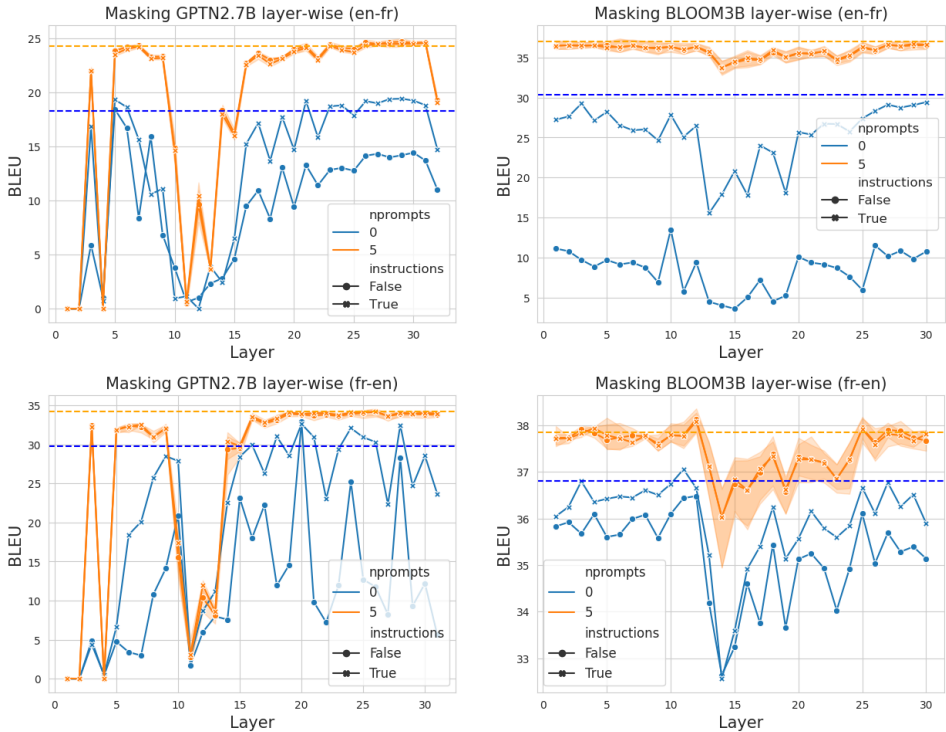 Masking GPTN2.7B layer-wise (en-fr)
BLEU
25
20
15
10
5
0
nprompts
0
5
instructions
False
True
0 5 10 15 20 25 30
Layer
Masking BLOOM3B layer-wise (en-fr)
BLEU
35
30
25
20
15
10
5
nprompts
0
5
instructions
False
True
0 5 10 15 20 25 30
Layer
Masking GPTN2.7B layer-wise (fr-en)
BLEU
35
30
25
20
15
10
5
0
nprompts
0
5
instructions
False
True
0 5 10 15 20 25 30
Layer
Masking BLOOM3B layer-wise (fr-en)
BLEU
38
37
36
35
34
33
nprompts
0
5
instructions
False
True
0 5 10 15 20 25 30
Layer